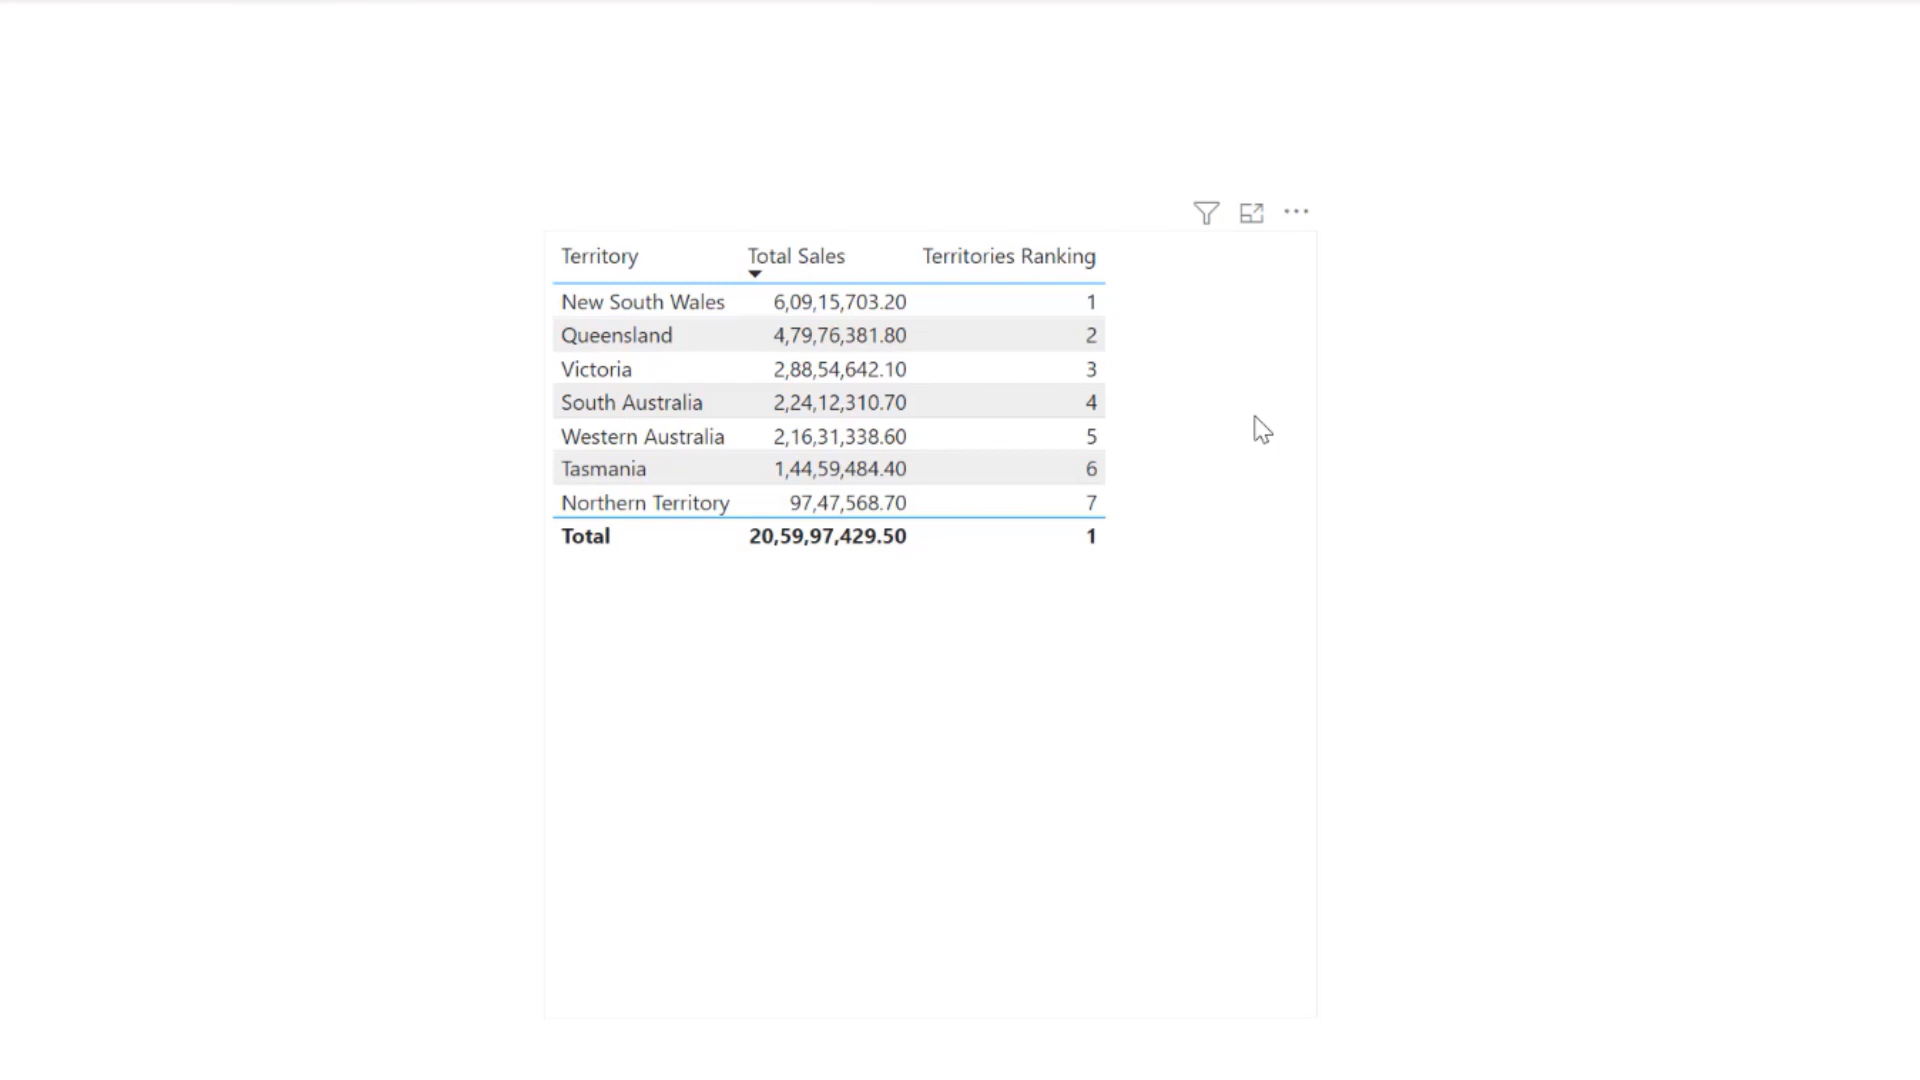 Territory Total Sales Territories Ranking
New South Wales 6,09,15,703.20 1
Queensland 4,79,76,381.80 2
Victoria 2,88,54,642.10 3
South Australia 2,24,12,310.70 4
Western Australia 2,16,31,338.60 5
Tasmania 1,44,59,484.40 6
Northern Territory 97,47,568.70 7
Total 20,59,97,429.50 1